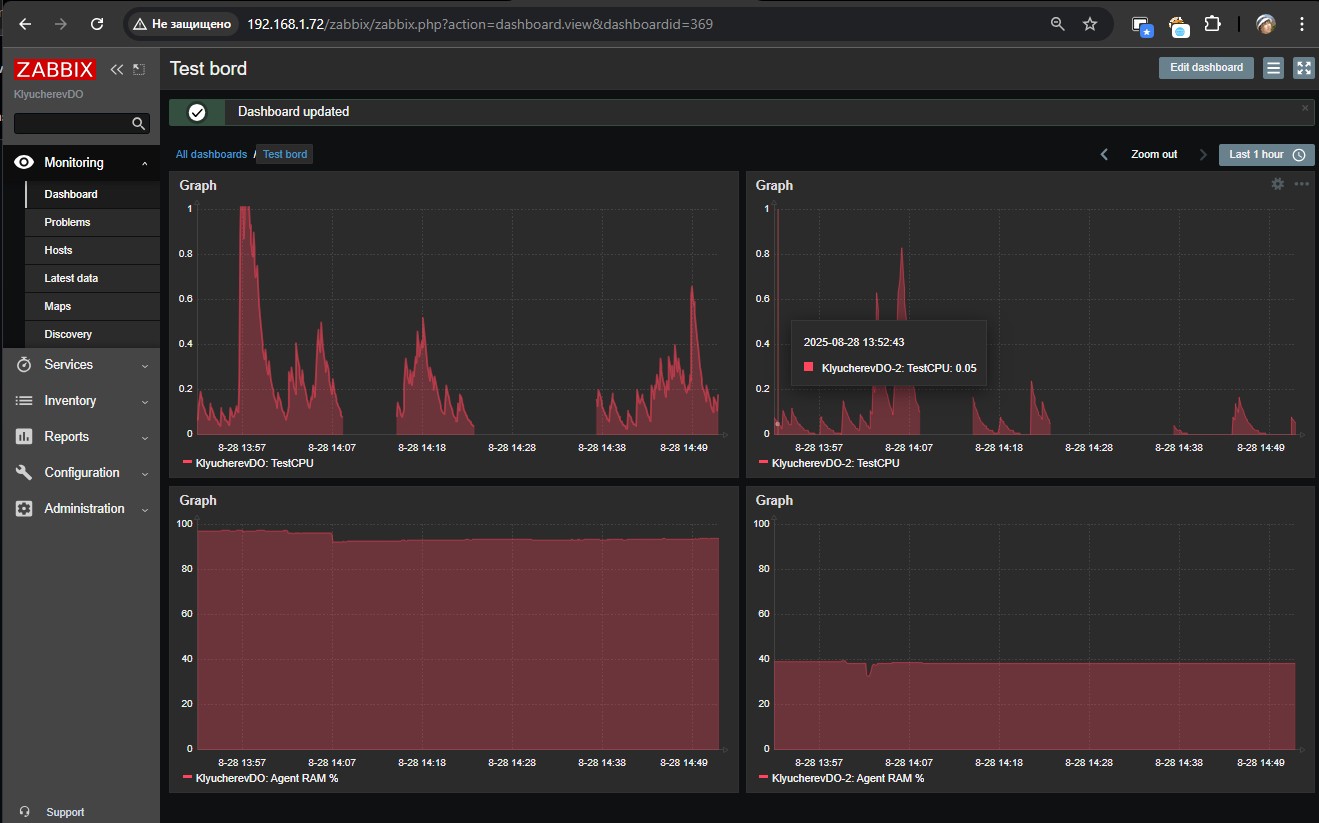 Не защищено 192.168.1.72/zabbix/zabbix.php?action=dashboard.view&dashboardid=369
ZABBIX
KlyucherevDO
Monitoring
Dashboard
Problems
Hosts
Latest data
Maps
Discovery
Services
Inventory
Reports
Configuration
Administration
Support
Test bord
Edit dashboard
Dashboard updated
All dashboards / Test bord
Zoom out
Last 1 hour
Graph
1
0.8
0.6
0.4
0.2
0
8-28 13:57 8-28 14:07 8-28 14:18 8-28 14:28 8-28 14:38 8-28 14:49
KlyucherevDO: TestCPU
Graph
1
0.8
0.6
0.4
0.2
0
2025-08-28 13:52:43
KlyucherevDO-2: TestCPU: 0.05
8-28 13:57 8-28 14:07 8-28 14:18 8-28 14:28 8-28 14:38 8-28 14:49
KlyucherevDO-2: TestCPU
Graph
100
80
60
40
20
0
8-28 13:57 8-28 14:07 8-28 14:18 8-28 14:28 8-28 14:38 8-28 14:49
KlyucherevDO: Agent RAM %
Graph
100
80
60
40
20
0
8-28 13:57 8-28 14:07 8-28 14:18 8-28 14:28 8-28 14:38 8-28 14:49
KlyucherevDO-2: Agent RAM %